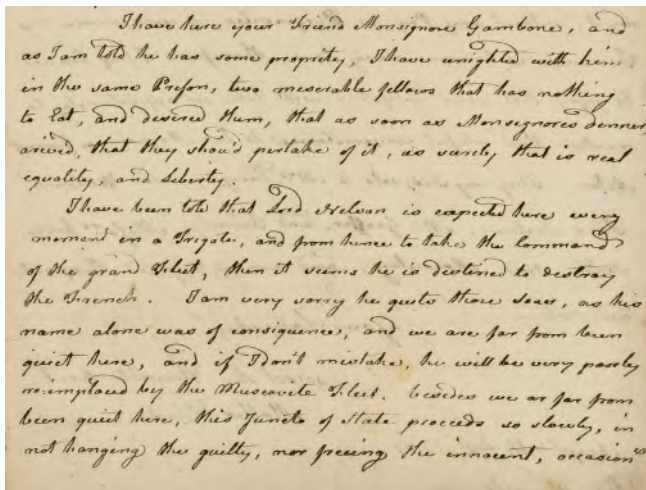 I have here your Friend Monsignore Gambone, and
as I am told he has some propriety, I have unighted with him
in the same Prison, two meserable fellows that has nothing
to Eat, and desired them, that as soon as Monsignores denner,
arived, that they shou'd pertake of it, as surely that is real
equality, and Liberty.
I have been told that Lord Nelson is expected here every
moment in a Frigate, and from hence to take the Command
of the grand Fleet, then it seems he is destined to destroy
the French. I am very sorry he quits those seas, as his
name alone was of consiquence, and we are far from been
quiet here, and if I don't mistake, he will be very poorly
re:implaced by the Muscovite Fleet. besides we ar far from
been quiet here, this Juncto of State proceeds so slowly, in
not hanging the guilty, nor freeing the innocent, occasion's